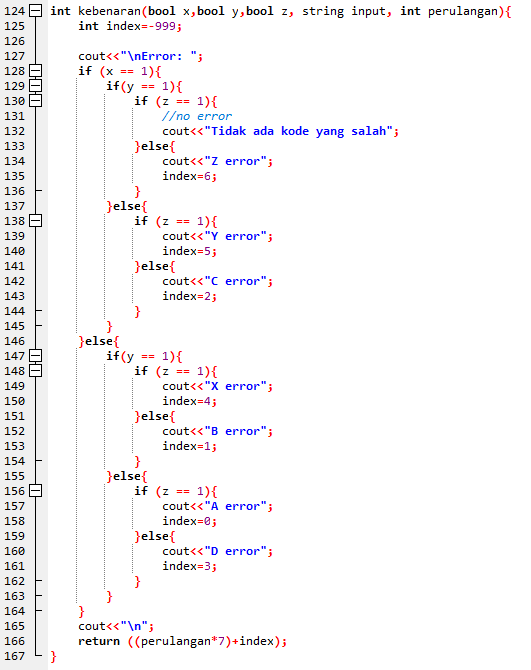 124 int kebenaran(bool x,bool y,bool z, string input, int perulangan){
125     int index=-999;
126
127     cout<<"\nError: ";
128     if (x == 1){
129         if(y == 1){
130             if (z == 1){
131                 //no error
132                 cout<<"Tidak ada kode yang salah";
133             }else{
134                 cout<<"Z error";
135                 index=6;
136             }
137         }else{
138             if (z == 1){
139                 cout<<"Y error";
140                 index=5;
141             }else{
142                 cout<<"C error";
143                 index=2;
144             }
145         }
146     }else{
147         if(y == 1){
148             if (z == 1){
149                 cout<<"X error";
150                 index=4;
151             }else{
152                 cout<<"B error";
153                 index=1;
154             }
155         }else{
156             if (z == 1){
157                 cout<<"A error";
158                 index=0;
159             }else{
160                 cout<<"D error";
161                 index=3;
162             }
163         }
164     }
165     cout<<"\n";
166     return ((perulangan*7)+index);
167 }